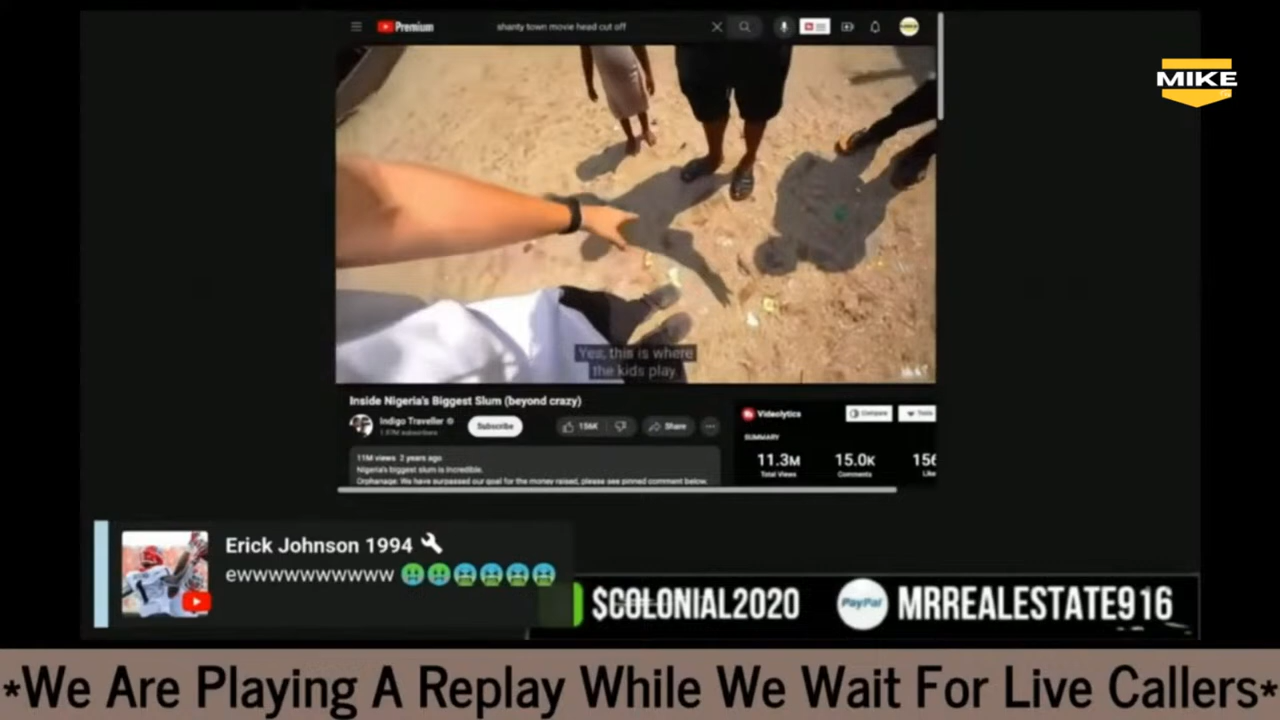 Premium
shanty town movie head cut off
MIKE
Yes, this is where
the kids play.
Inside Nigeria's Biggest Slum (beyond crazy)
Indigo Traveller
Subscribe
156K
Share
Videolytics
Compare
Tools
SUMMARY
11M views 2 years ago
Nigeria's biggest slum is incredible.
Orphanage: We have surpassed our goal for the money raised, please see pinned comment below.
11.3M
15.0K
156
Total Views
Comments
Like
Erick Johnson 1994
ewwwwwwwwww 🤢🤢🥶🥶🥶🥶
$COLONIAL2020
PayPal
MRREALESTATE916
*We Are Playing A Replay While We Wait For Live Callers*